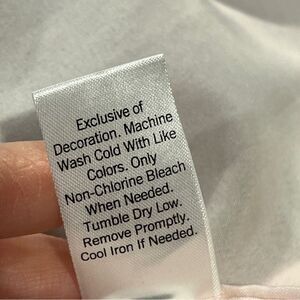 Exclusive of
Decoration. Machine
Wash Cold With Like
Colors. Only
Non-Chlorine Bleach
When Needed.
Tumble Dry Low.
Remove Promptly.
Cool Iron If Needed.